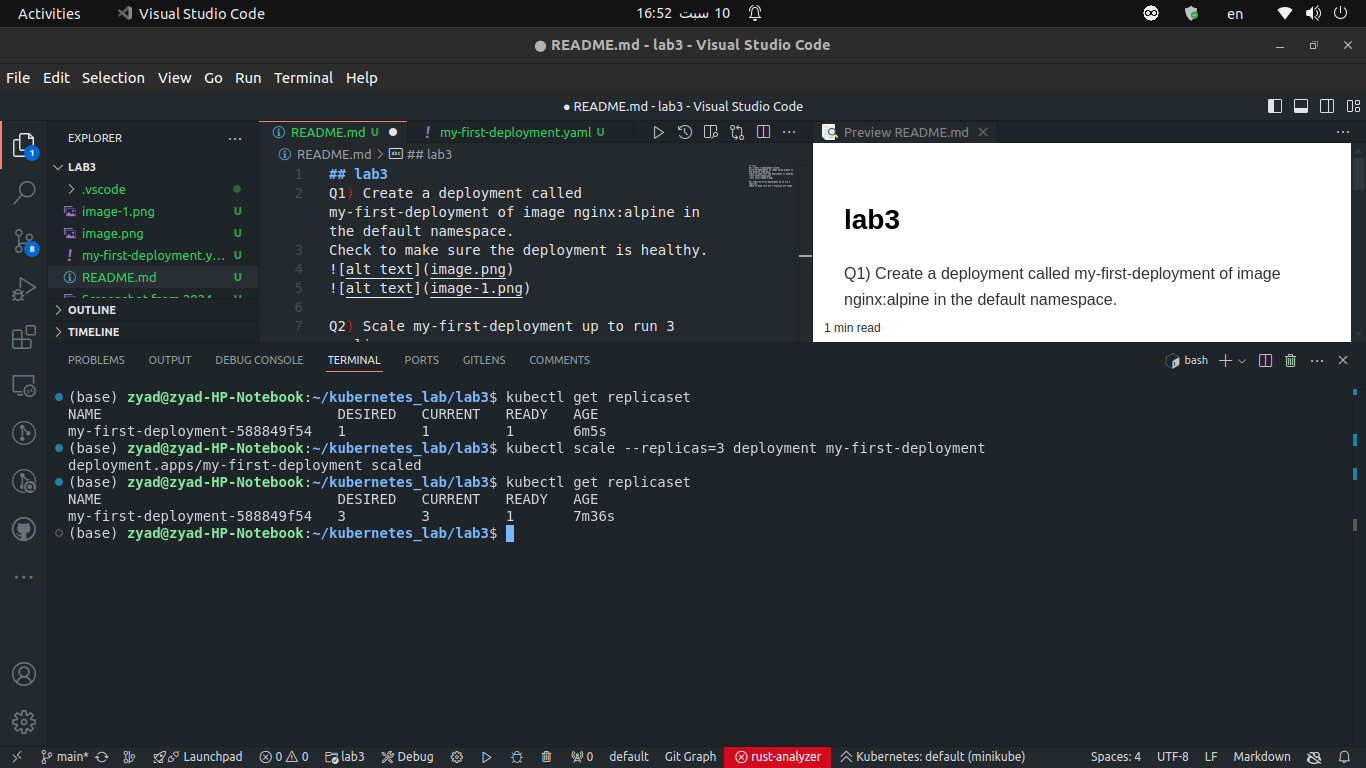 Activities
Visual Studio Code
10 سبت 16:52
en
● README.md - lab3 - Visual Studio Code
File Edit Selection View Go Run Terminal Help
● README.md - lab3 - Visual Studio Code
EXPLORER
LAB3
.vscode
image-1.png U
image.png U
my-first-deployment.y... U
README.md U
OUTLINE
TIMELINE
README.md U
my-first-deployment.yaml U
README.md > ## lab3
1 ## lab3
2 Q1) Create a deployment called
my-first-deployment of image nginx:alpine in
the default namespace.
3 Check to make sure the deployment is healthy.
4 ![alt text](image.png)
5 ![alt text](image-1.png)
6
7 Q2) Scale my-first-deployment up to run 3
Preview README.md
lab3
Q1) Create a deployment called my-first-deployment of image
nginx:alpine in the default namespace.
1 min read
PROBLEMS OUTPUT DEBUG CONSOLE TERMINAL PORTS GITLENS COMMENTS
bash
(base) zyad@zyad-HP-Notebook:~/kubernetes_lab/lab3$ kubectl get replicaset
NAME DESIRED CURRENT READY AGE
my-first-deployment-588849f54 1 1 1 6m5s
(base) zyad@zyad-HP-Notebook:~/kubernetes_lab/lab3$ kubectl scale --replicas=3 deployment my-first-deployment
deployment.apps/my-first-deployment scaled
(base) zyad@zyad-HP-Notebook:~/kubernetes_lab/lab3$ kubectl get replicaset
NAME DESIRED CURRENT READY AGE
my-first-deployment-588849f54 3 3 1 7m36s
(base) zyad@zyad-HP-Notebook:~/kubernetes_lab/lab3$
1
8
main* Launchpad 0 0 lab3 Debug 0 default Git Graph rust-analyzer Kubernetes: default (minikube) Spaces: 4 UTF-8 LF Markdown